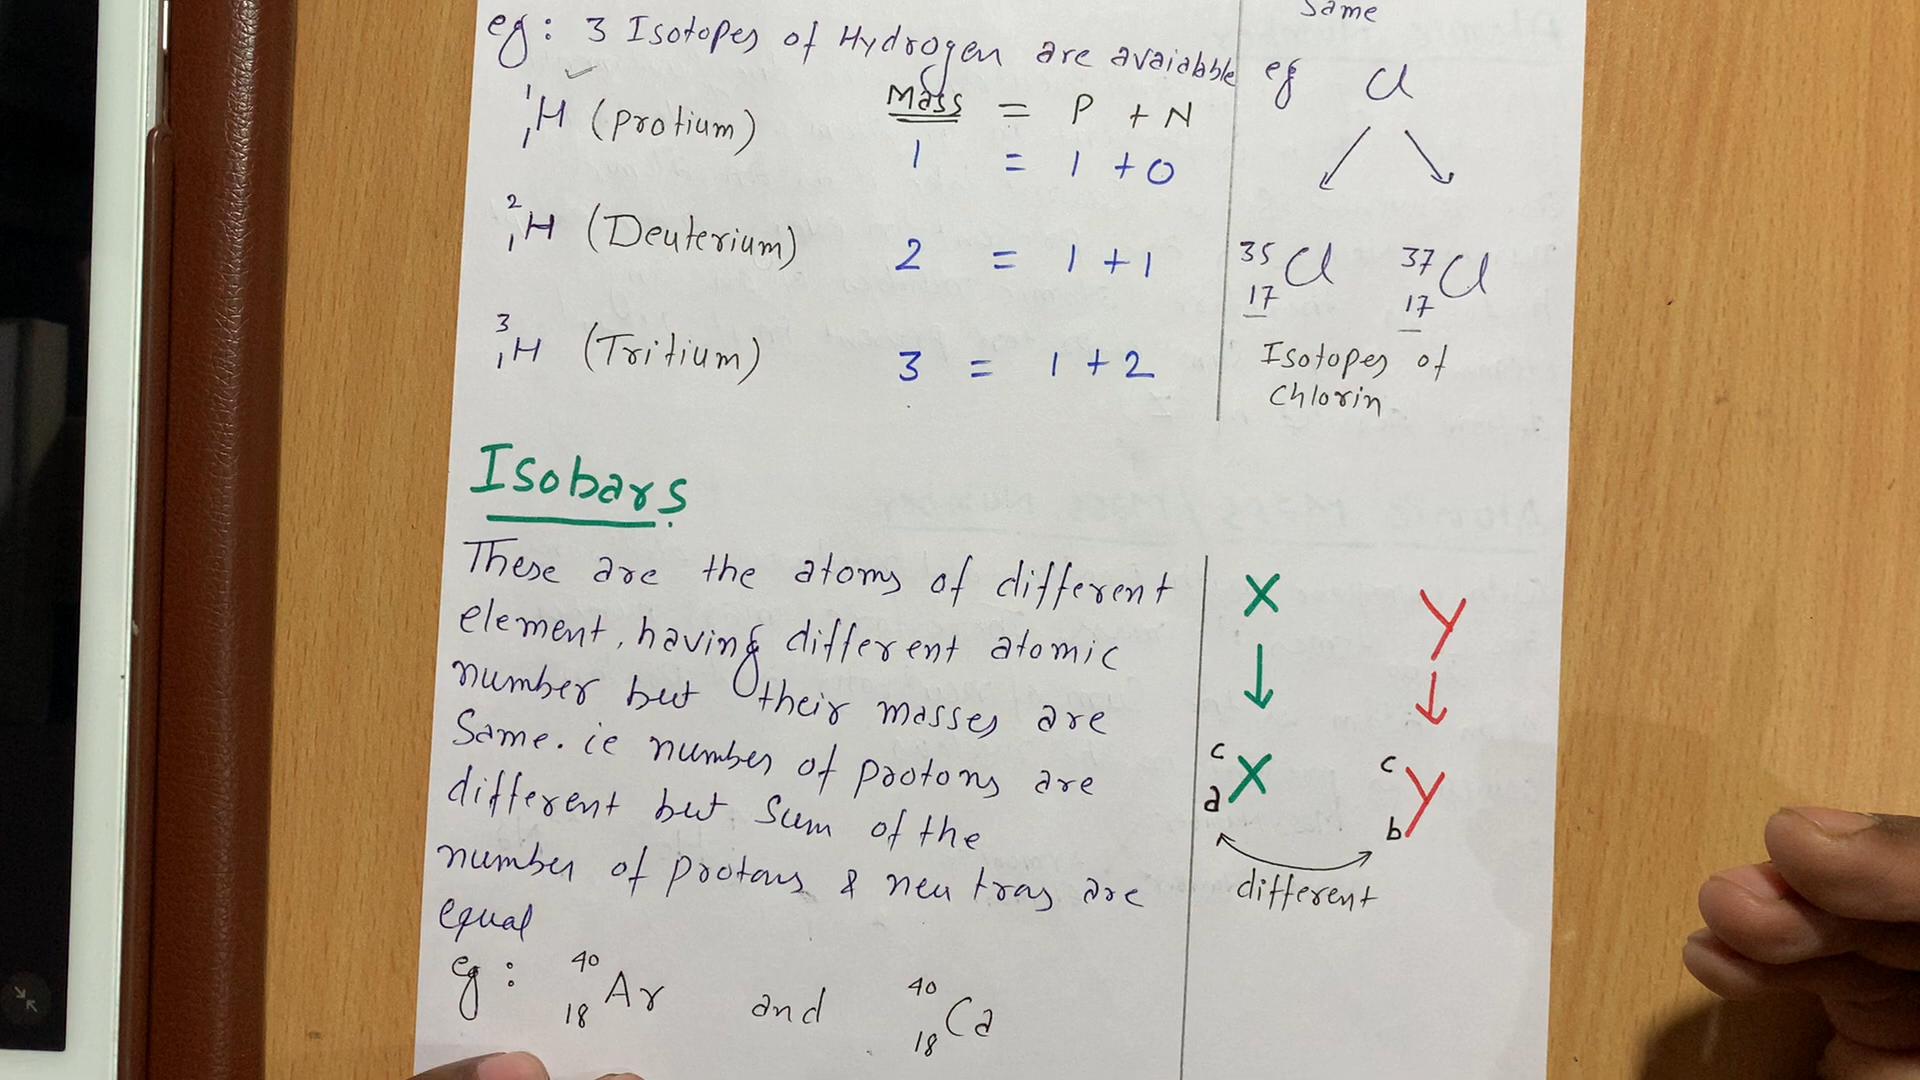 Same
eg: 3 Isotopes of Hydrogen are avaiabble
eg Cl
¹₁H (protium)
Mass = P + N
1 = 1 + 0
²₁H (Deuterium)
2 = 1 + 1
³₁H (Tritium)
3 = 1 + 2
³⁵₁₇Cl ³⁷₁₇Cl
Isotopes of
Chlorin
Isobars
These are the atoms of different
element, having different atomic
number but their masses are
Same. ie number of protons are
different but Sum of the
number of protons & neutrons are
equal
eg: ⁴⁰₁₈Ar and ⁴⁰₁₈Ca
X Y
ᶜₐX ᶜbY
different